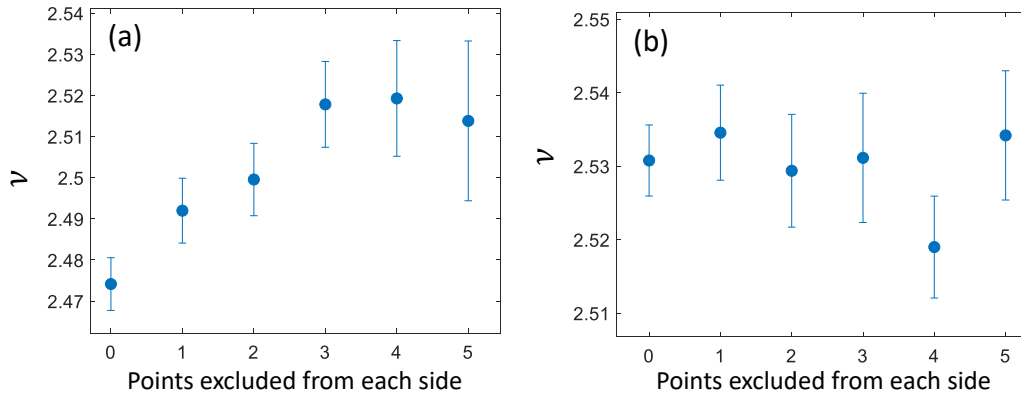 (a)
2.54
2.53
2.52
2.51
2.5
2.49
2.48
2.47
ν
0 1 2 3 4 5
Points excluded from each side
(b)
2.55
2.54
2.53
2.52
2.51
ν
0 1 2 3 4 5
Points excluded from each side